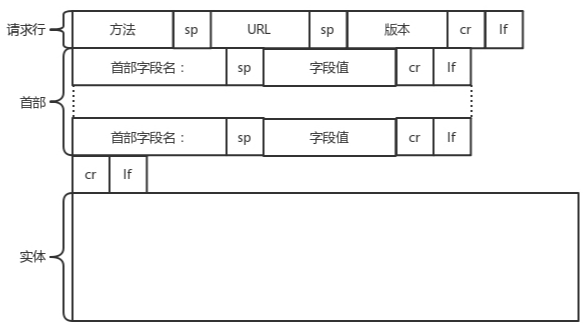 请求行 方法 sp URL sp 版本 cr lf
首部字段名： sp 字段值 cr lf
首部
首部字段名： sp 字段值 cr lf
cr lf
实体